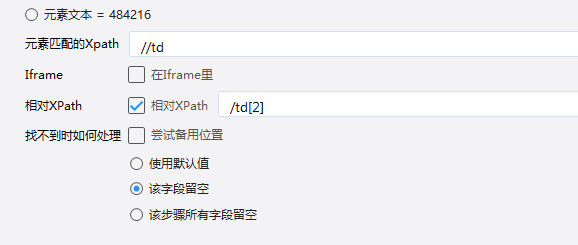 元素文本 = 484216
元素匹配的Xpath //td
Iframe 在Iframe里
相对XPath 相对XPath /td[2]
找不到时如何处理 尝试备用位置
使用默认值
该字段留空
该步骤所有字段留空